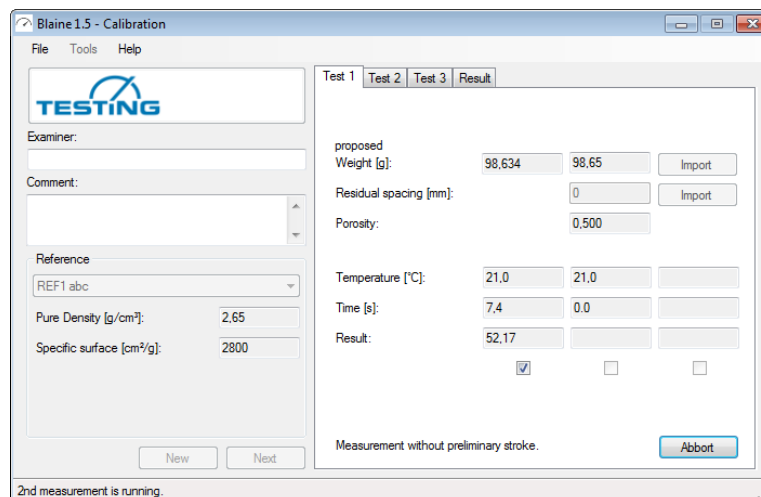 Blaine 1.5 - Calibration
File Tools Help
TESTING
Examiner:
Comment:
Reference
REF1 abc
Pure Density [g/cm³]: 2,65
Specific surface [cm²/g]: 2800
New Next
Test 1 Test 2 Test 3 Result
proposed
Weight [g]: 98,634 98,65 Import
Residual spacing [mm]: 0 Import
Porosity: 0,500
Temperature [°C]: 21,0 21,0
Time [s]: 7,4 0.0
Result: 52,17
Measurement without preliminary stroke. Abbort
2nd measurement is running.